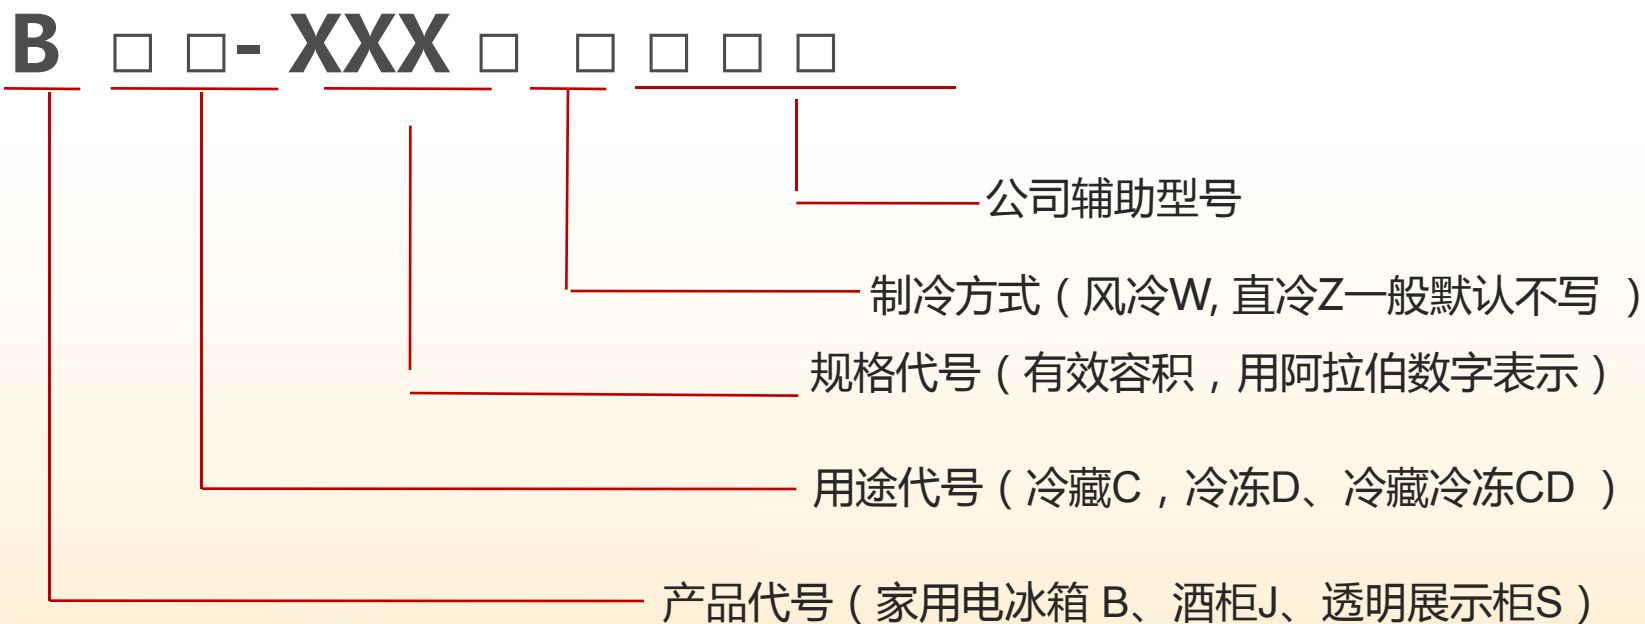 B □ □- XXX □ □ □ □ □
公司辅助型号
制冷方式（风冷W, 直冷Z一般默认不写 ）
规格代号（有效容积，用阿拉伯数字表示）
用途代号（冷藏C，冷冻D、冷藏冷冻CD ）
产品代号（家用电冰箱 B、酒柜J、透明展示柜S）